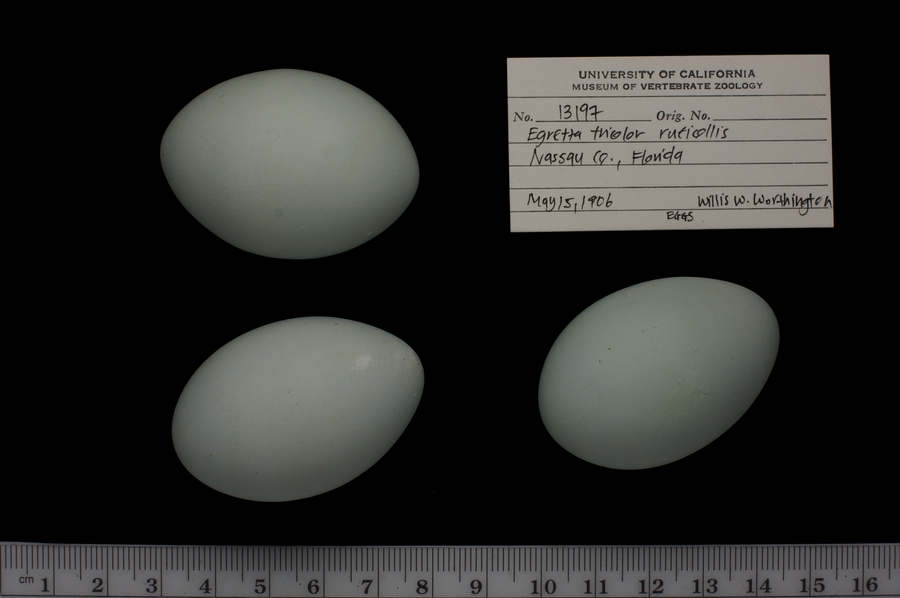 UNIVERSITY OF CALIFORNIA
MUSEUM OF VERTEBRATE ZOOLOGY
No. 13197 Orig. No.
Egretta tricolor ruficollis
Nassau Co., Florida
May 15, 1906 Willis W. Worthington
EGGS
cm 1 2 3 4 5 6 7 8 9 10 11 12 13 14 15 16